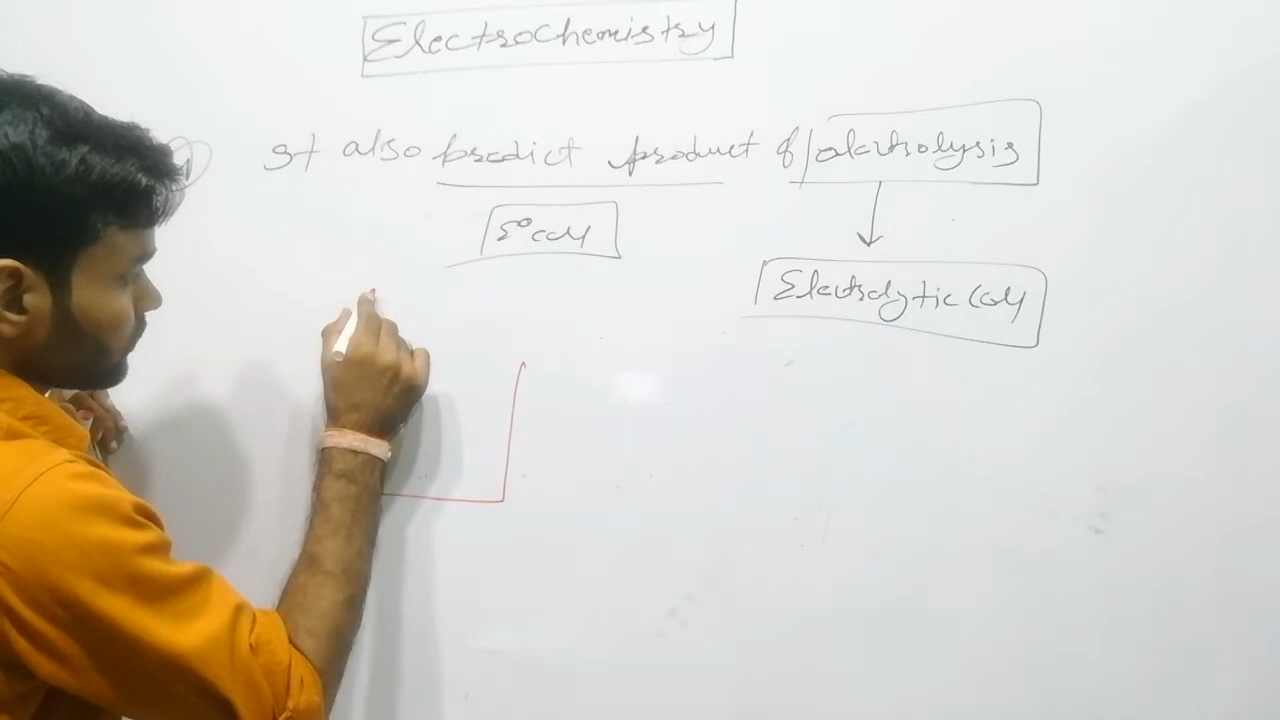 Electrochemistry
It also predict product of electrolysis
E°cell
Electrolytic Cell